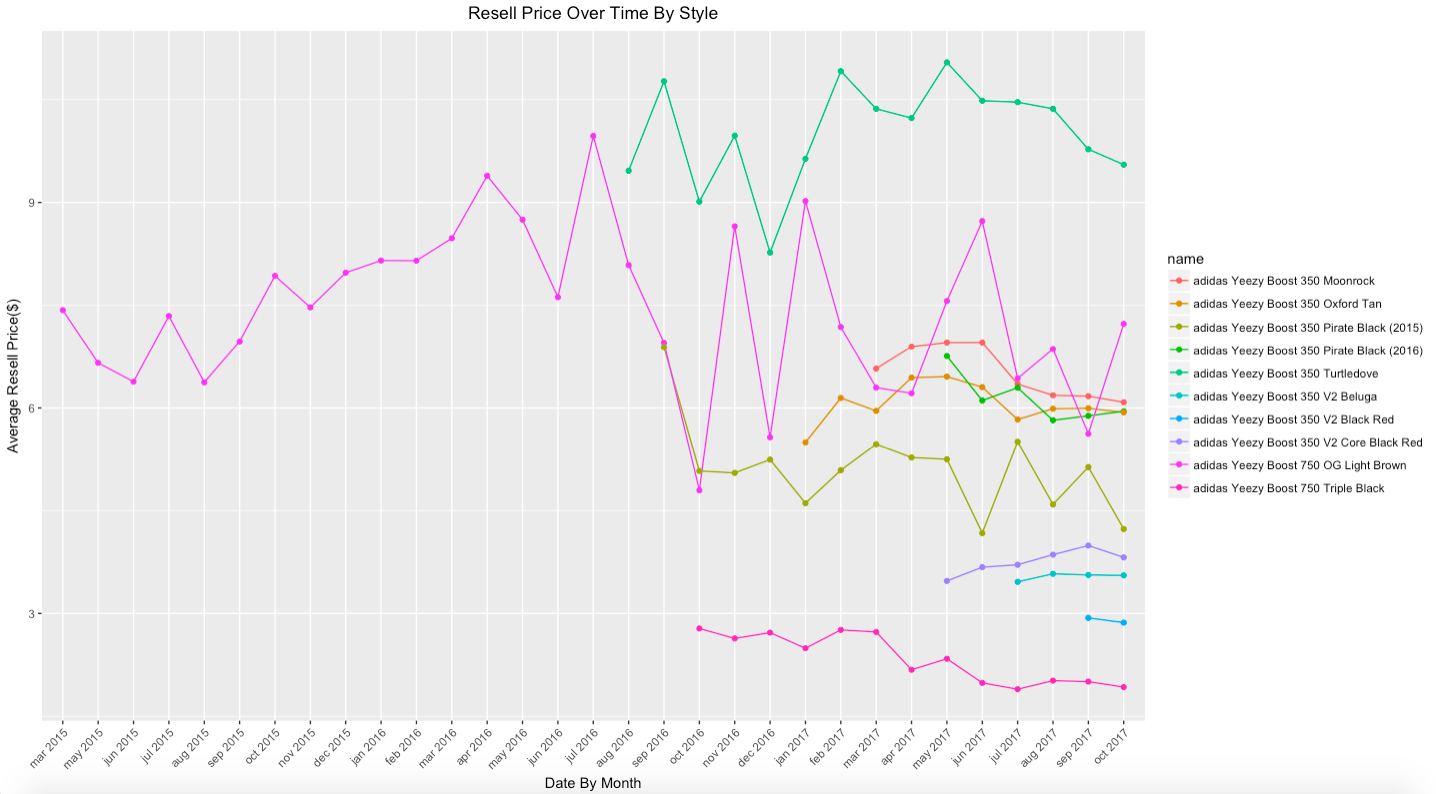 Resell Price Over Time By Style
Average Resell Price($)
9
6
3
mar 2015
may 2015
jun 2015
jul 2015
aug 2015
sep 2015
oct 2015
nov 2015
dec 2015
jan 2016
feb 2016
mar 2016
apr 2016
may 2016
jun 2016
jul 2016
aug 2016
sep 2016
oct 2016
nov 2016
dec 2016
jan 2017
feb 2017
mar 2017
apr 2017
may 2017
jun 2017
jul 2017
aug 2017
sep 2017
oct 2017
Date By Month
name
adidas Yeezy Boost 350 Moonrock
adidas Yeezy Boost 350 Oxford Tan
adidas Yeezy Boost 350 Pirate Black (2015)
adidas Yeezy Boost 350 Pirate Black (2016)
adidas Yeezy Boost 350 Turtledove
adidas Yeezy Boost 350 V2 Beluga
adidas Yeezy Boost 350 V2 Black Red
adidas Yeezy Boost 350 V2 Core Black Red
adidas Yeezy Boost 750 OG Light Brown
adidas Yeezy Boost 750 Triple Black